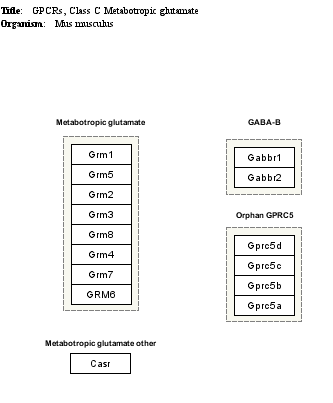 Title: GPCRs, Class C Metabotropic glutamate
Organism: Mus musculus
Metabotropic glutamate
Grm1
Grm5
Grm2
Grm3
Grm8
Grm4
Grm7
GRM6
GABA-B
Gabbr1
Gabbr2
Orphan GPRC5
Gprc5d
Gprc5c
Gprc5b
Gprc5a
Metabotropic glutamate other
Casr